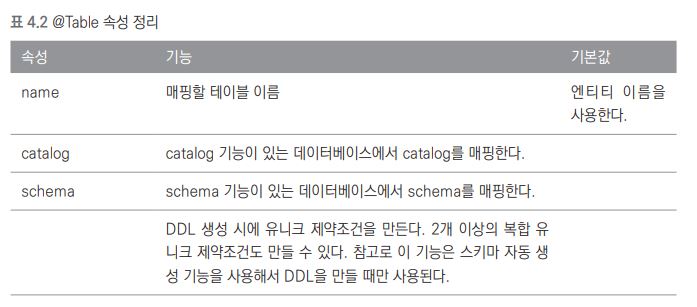 표 4.2 @Table 속성 정리
속성 기능 기본값
name 매핑할 테이블 이름 엔티티 이름을
사용한다.
catalog catalog 기능이 있는 데이터베이스에서 catalog를 매핑한다.
schema schema 기능이 있는 데이터베이스에서 schema를 매핑한다.
DDL 생성 시에 유니크 제약조건을 만든다. 2개 이상의 복합 유
니크 제약조건도 만들 수 있다. 참고로 이 기능은 스키마 자동 생
성 기능을 사용해서 DDL을 만들 때만 사용된다.